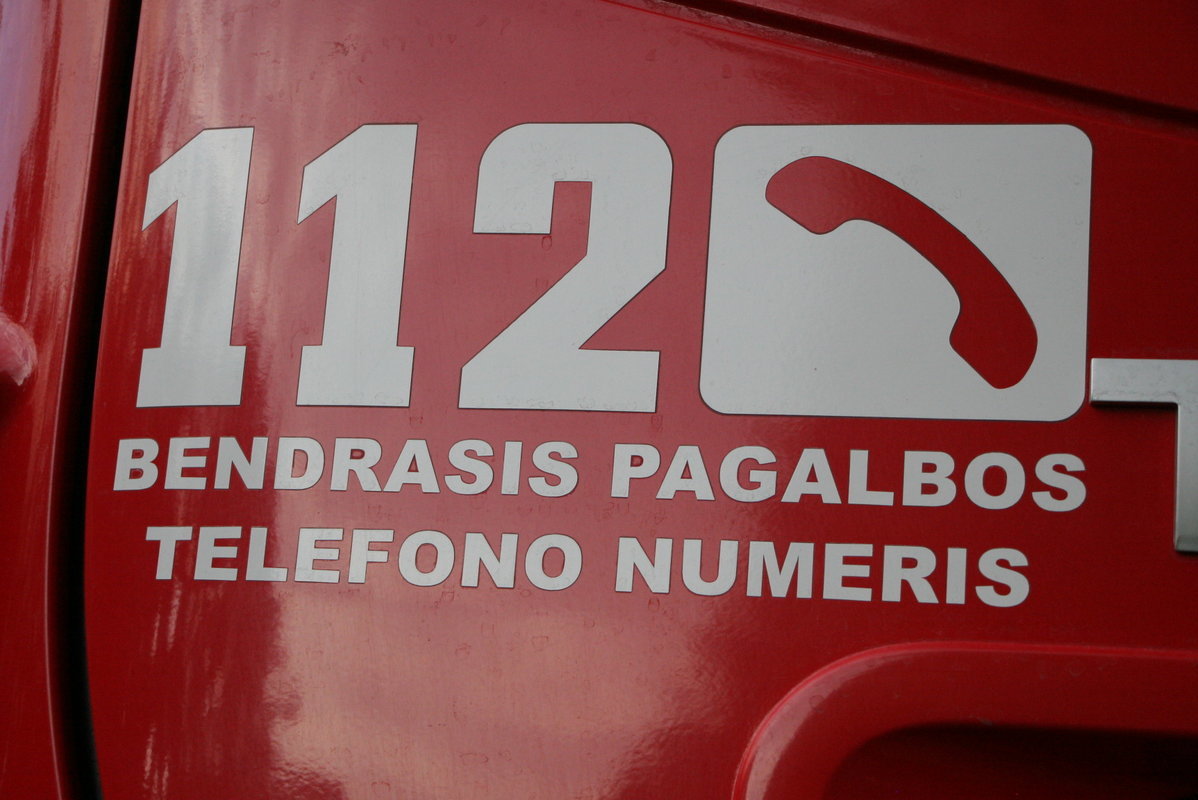 112
BENDRASIS PAGALBOS
TELEFONO NUMERIS